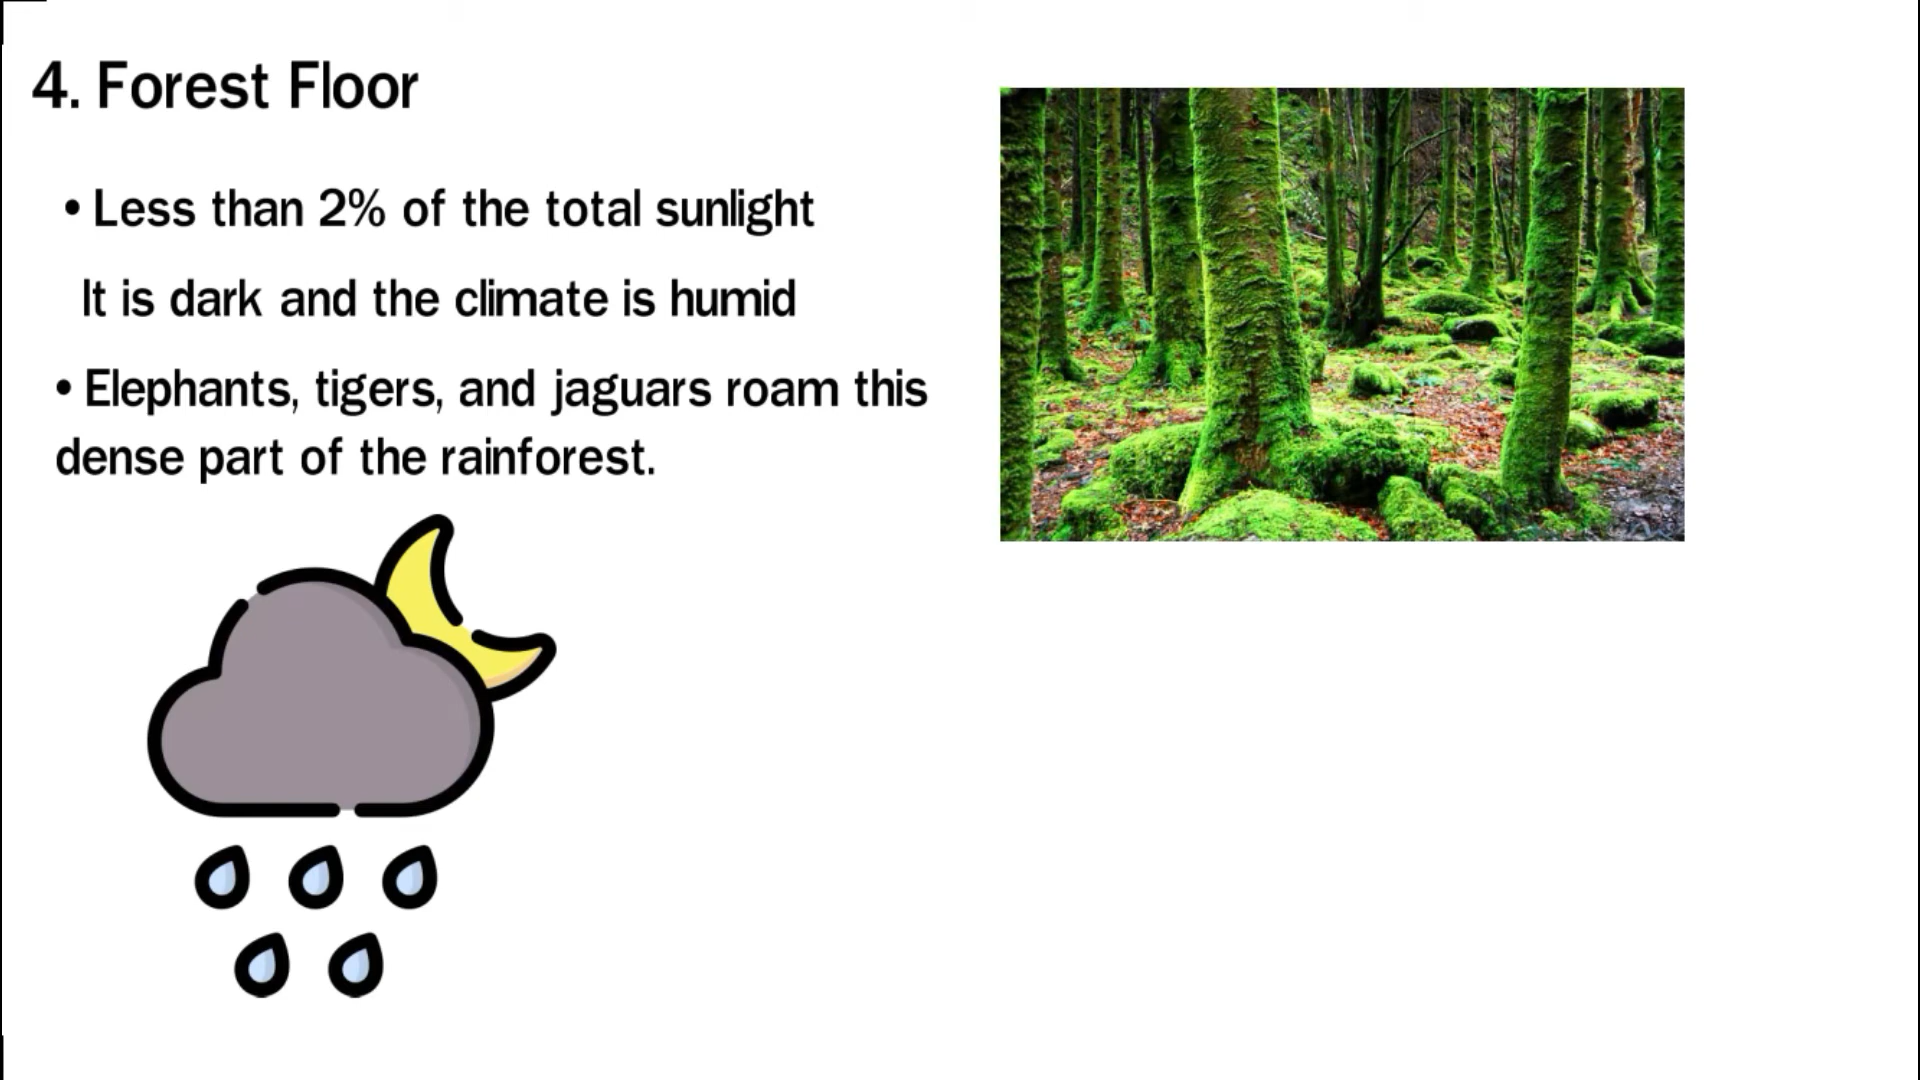 4. Forest Floor
• Less than 2% of the total sunlight
It is dark and the climate is humid
• Elephants, tigers, and jaguars roam this
dense part of the rainforest.